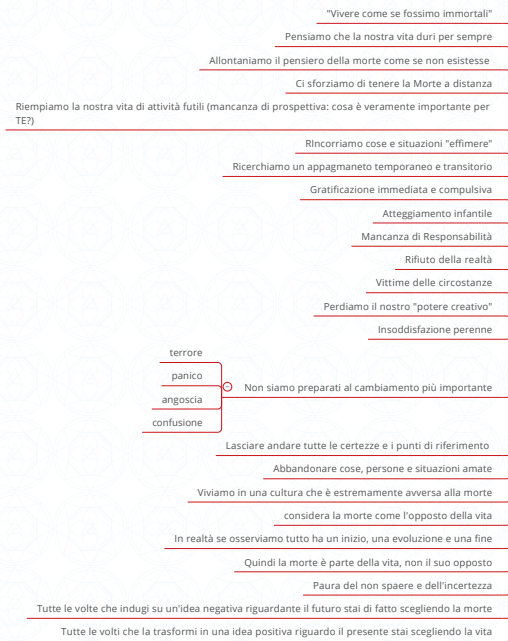 "Vivere come se fossimo immortali"
Pensiamo che la nostra vita duri per sempre
Allontaniamo il pensiero della morte come se non esistesse
Ci sforziamo di tenere la Morte a distanza
Riempiamo la nostra vita di attività futili (mancanza di prospettiva: cosa è veramente importante per
TE?)
RIncorriamo cose e situazioni "effimere"
Ricerchiamo un appagmaneto temporaneo e transitorio
Gratificazione immediata e compulsiva
Atteggiamento infantile
Mancanza di Responsabilità
Rifiuto della realtà
Vittime delle circostanze
Perdiamo il nostro "potere creativo"
Insoddisfazione perenne
terrore
panico
angoscia
confusione
Non siamo preparati al cambiamento più importante
Lasciare andare tutte le certezze e i punti di riferimento
Abbandonare cose, persone e situazioni amate
Viviamo in una cultura che è estremamente avversa alla morte
considera la morte come l'opposto della vita
In realtà se osserviamo tutto ha un inizio, una evoluzione e una fine
Quindi la morte è parte della vita, non il suo opposto
Paura del non spaere e dell'incertezza
Tutte le volte che indugi su un'idea negativa riguardante il futuro stai di fatto scegliendo la morte
Tutte le volti che la trasformi in una idea positiva riguardo il presente stai scegliendo la vita